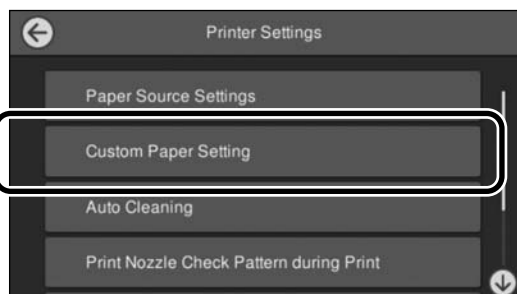 Printer Settings
Paper Source Settings
Custom Paper Setting
Auto Cleaning
Print Nozzle Check Pattern during Print